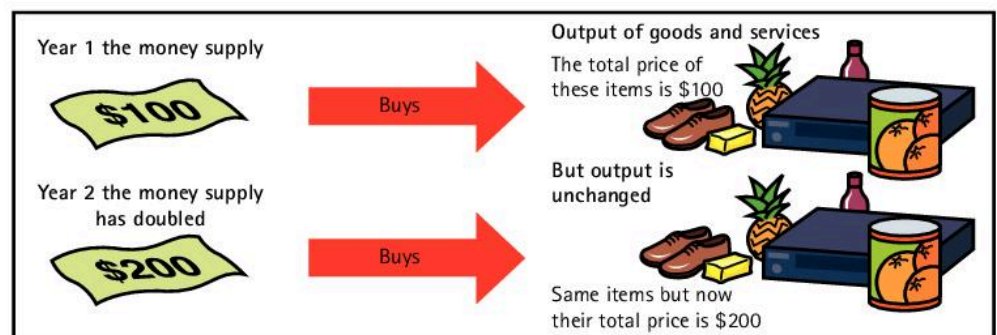 Year 1 the money supply
$100
Buys
Output of goods and services
The total price of
these items is $100
Year 2 the money supply
has doubled
$200
Buys
But output is
unchanged
Same items but now
their total price is $200